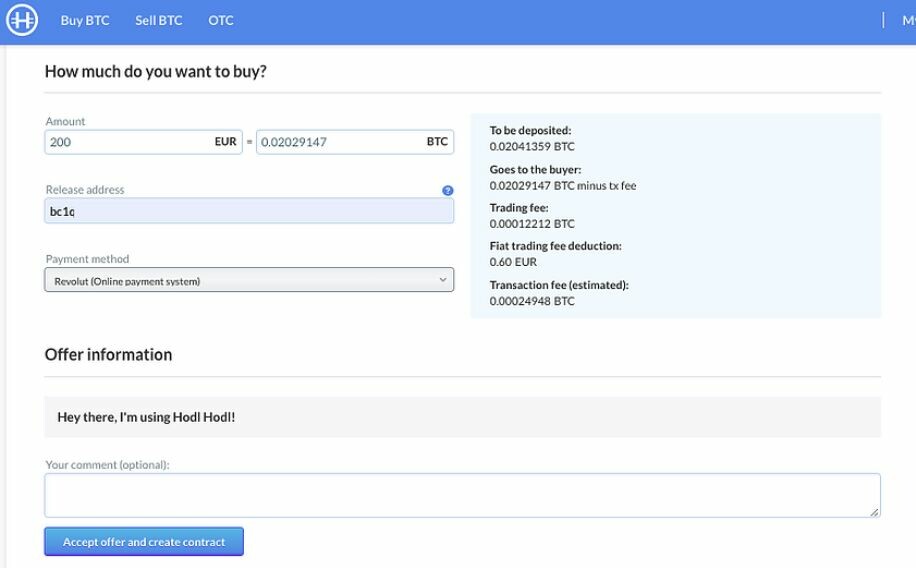 Buy BTC Sell BTC OTC
How much do you want to buy?
Amount
200 EUR = 0.02029147 BTC
Release address ?
bc1q
Payment method
Revolut (Online payment system)
To be deposited:
0.02041359 BTC
Goes to the buyer:
0.02029147 BTC minus tx fee
Trading fee:
0.00012212 BTC
Fiat trading fee deduction:
0.60 EUR
Transaction fee (estimated):
0.00024948 BTC
Offer information
Hey there, I'm using Hodl Hodl!
Your comment (optional):
Accept offer and create contract